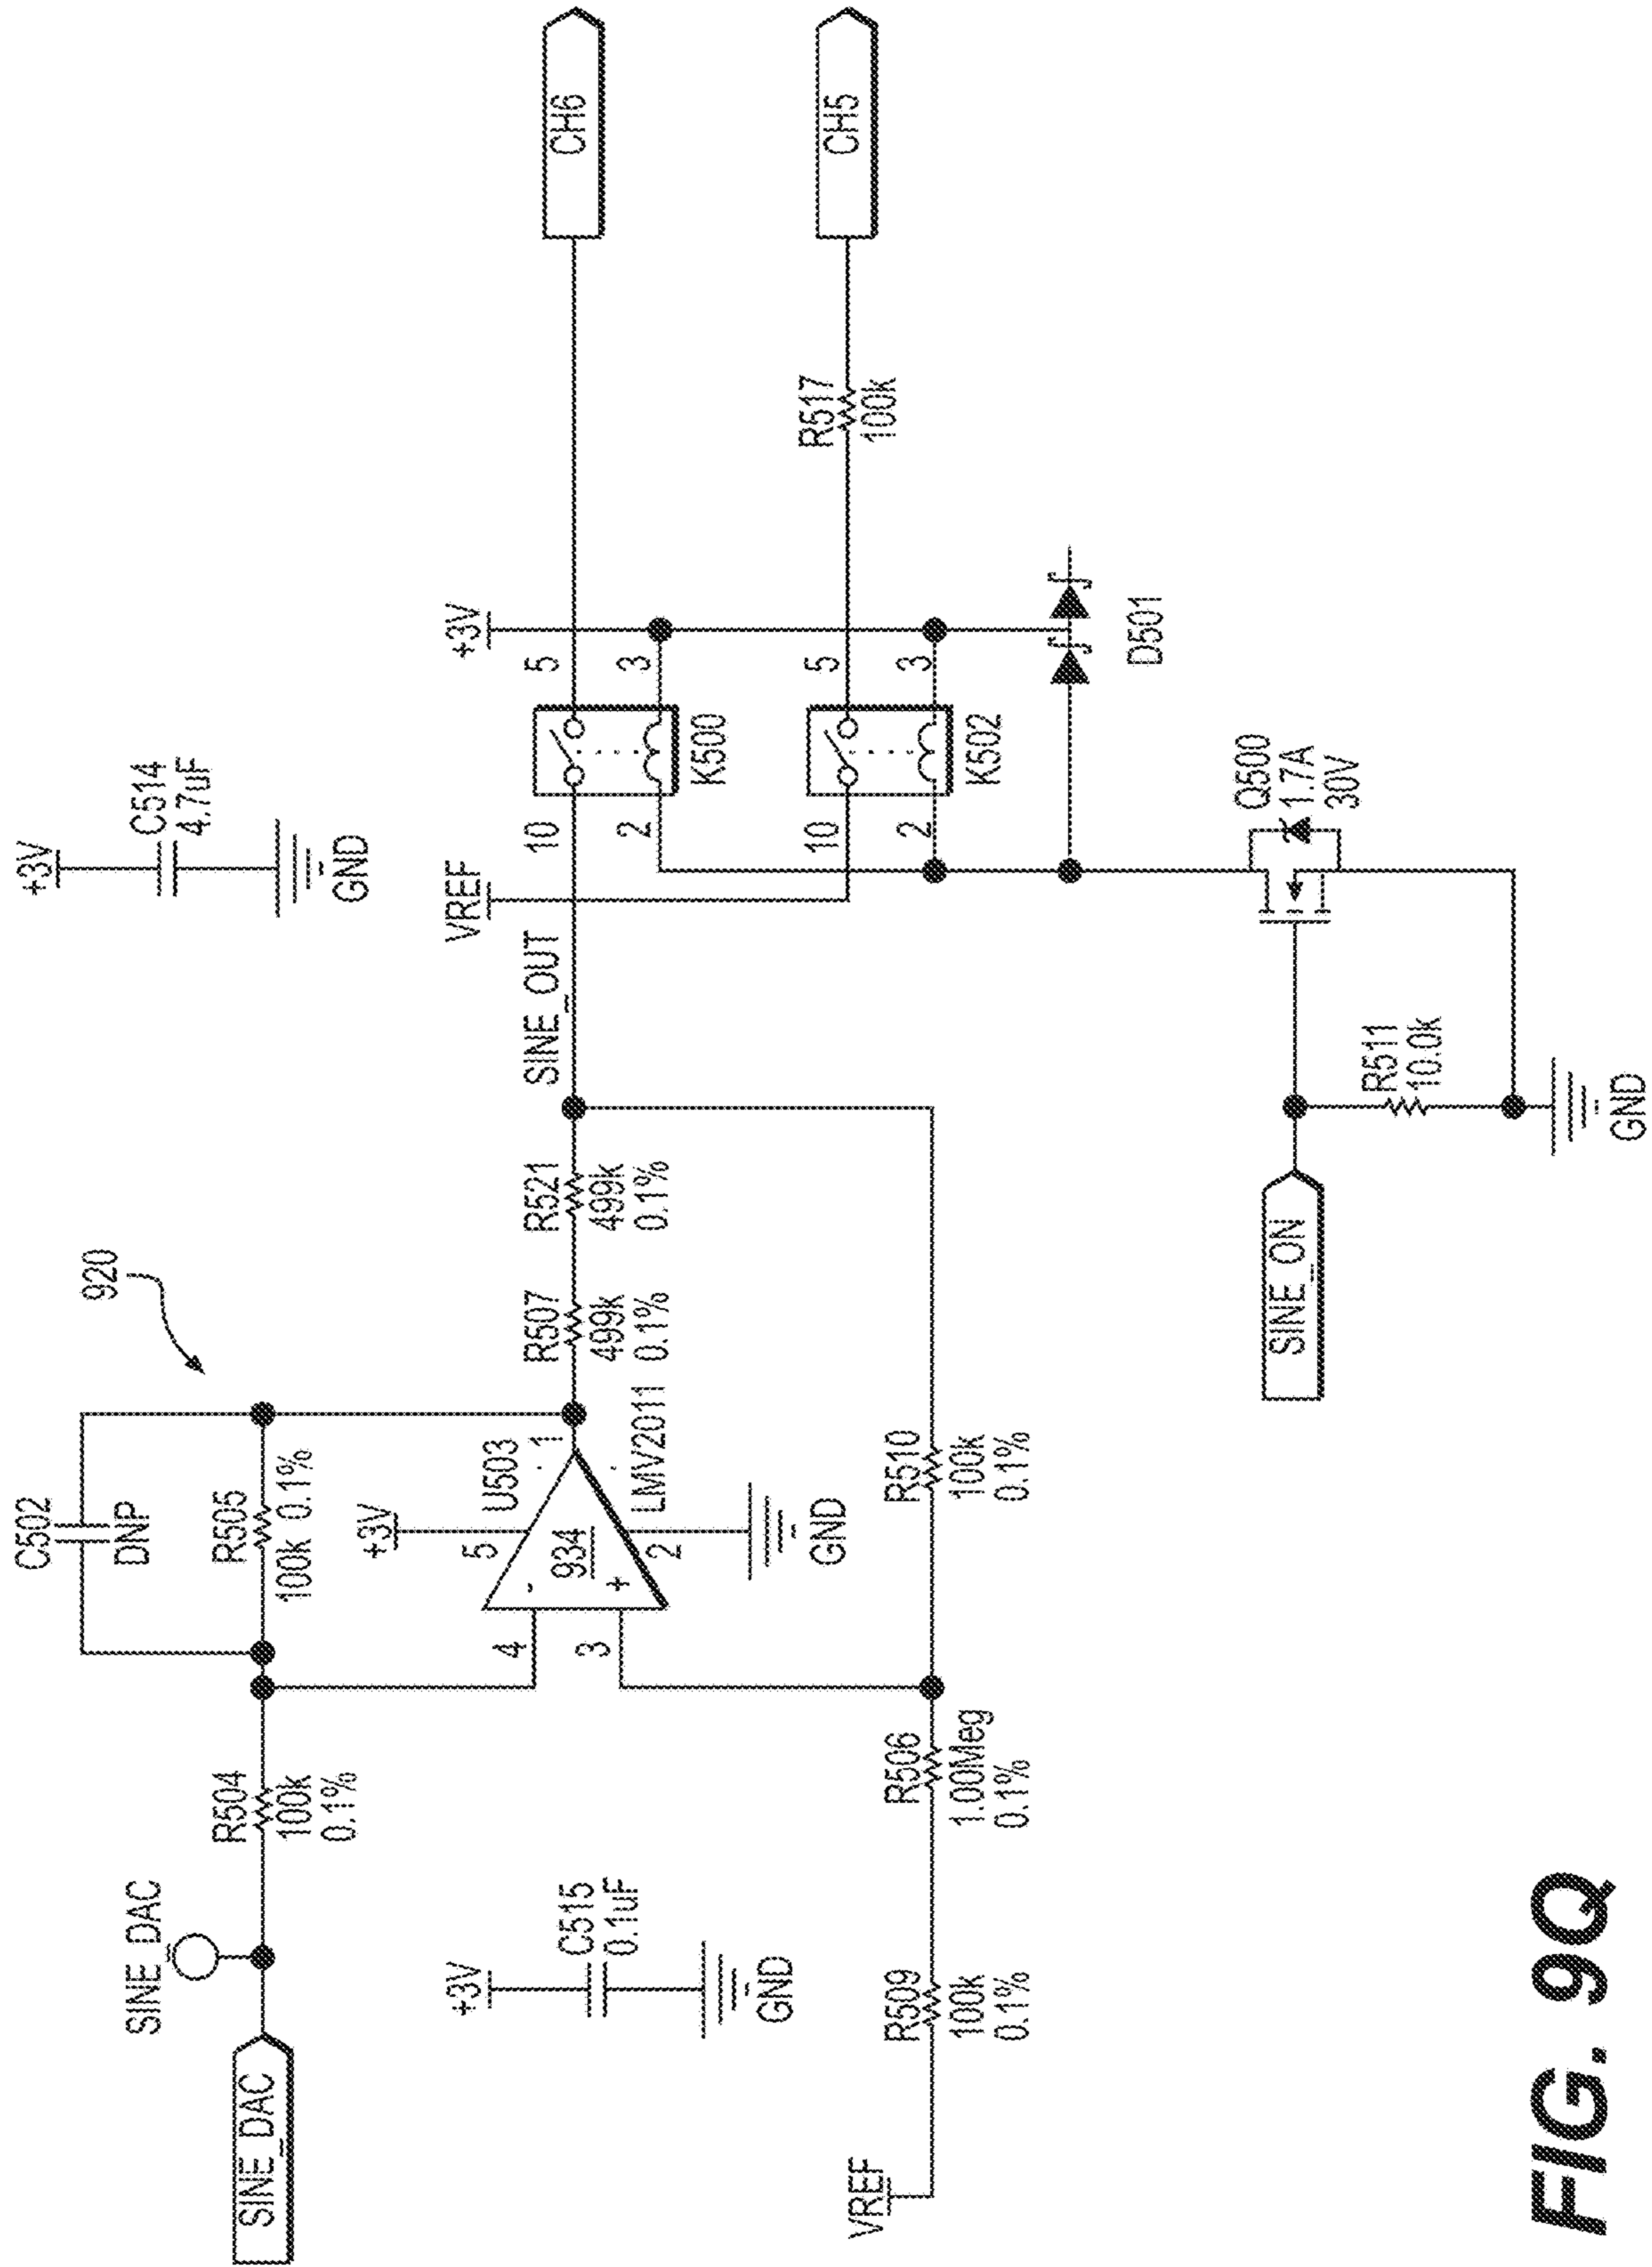 SINE_DAC
SINE_DAC
R504
100k
0.1%
C502
DNP
R505
100k 0.1%
920
+3V
C514
4.7uF
GND
+3V
C515
0.1uF
GND
+3V
5
U503
1
4
-
934
+
3
2
LMV2011
GND
R507
499k
0.1%
R521
499k
0.1%
SINE_OUT
VREF
10
5
+3V
2
3
K500
CH6
10
5
2
3
K502
R517
100k
CH5
D501
VREF
R509
100k
0.1%
R506
1.00Meg
0.1%
R510
100k
0.1%
SINE_ON
R511
10.0k
GND
Q500
1.7A
30V
FIG. 9Q